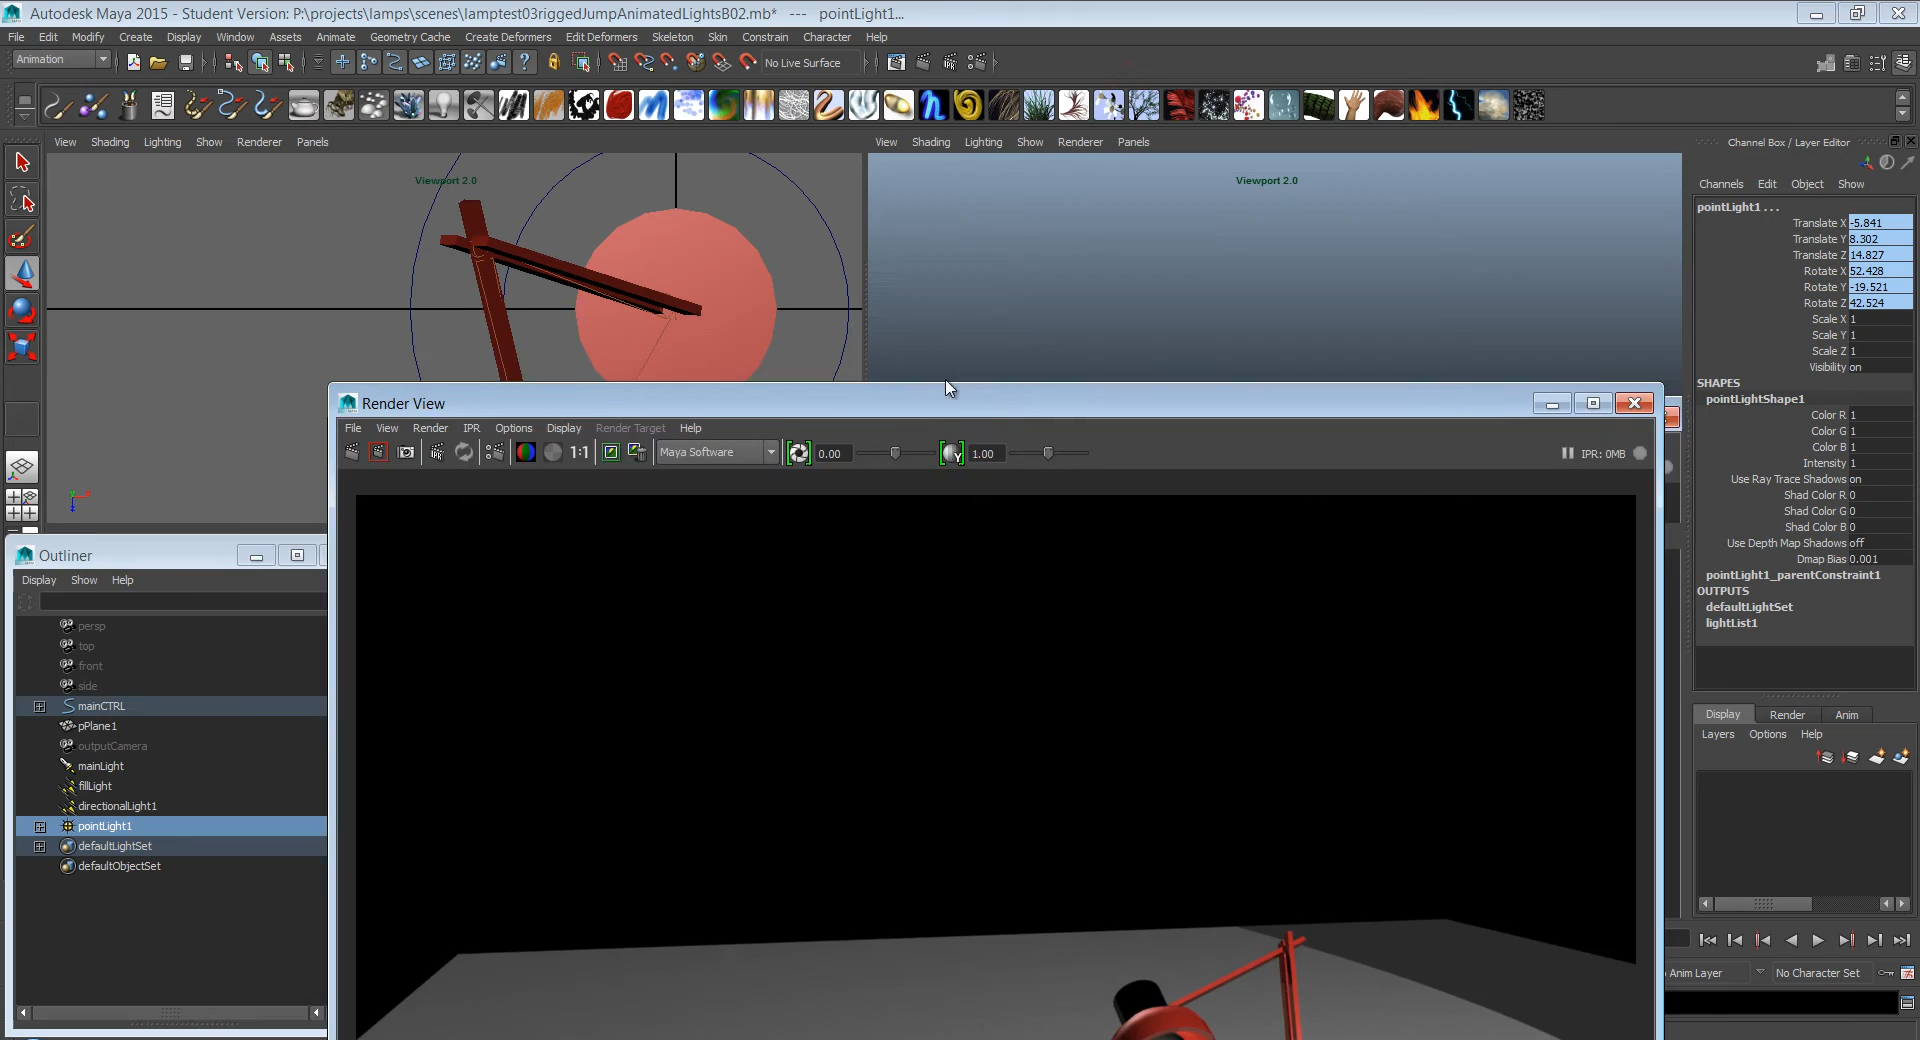 Autodesk Maya 2015 - Student Version: P:\projects\lamps\scenes\lamptest03riggedJumpAnimatedLightsB02.mb* --- pointLight1...
File Edit Modify Create Display Window Assets Animate Geometry Cache Create Deformers Edit Deformers Skeleton Skin Constrain Character Help
Animation No Live Surface
View Shading Lighting Show Renderer Panels
View Shading Lighting Show Renderer Panels
Channel Box / Layer Editor
Viewport 2.0
Viewport 2.0
Channels Edit Object Show
pointLight1 . . .
Translate X -5.841
Translate Y 8.302
Translate Z 14.827
Rotate X 52.428
Rotate Y -19.521
Rotate Z 42.524
Scale X 1
Scale Y 1
Scale Z 1
Visibility on
SHAPES
pointLightShape1
Color R 1
Color G 1
Color B 1
Intensity 1
Use Ray Trace Shadows on
Shad Color R 0
Shad Color G 0
Shad Color B 0
Use Depth Map Shadows off
Dmap Bias 0.001
pointLight1_parentConstraint1
OUTPUTS
defaultLightSet
lightList1
Render View
File View Render IPR Options Display Render Target Help
1:1 Maya Software 0.00 1.00 IPR: 0MB
Outliner
Display Show Help
persp
top
front
side
mainCTRL
pPlane1
outputCamera
mainLight
fillLight
directionalLight1
pointLight1
defaultLightSet
defaultObjectSet
Display Render Anim
Layers Options Help
Anim Layer No Character Set